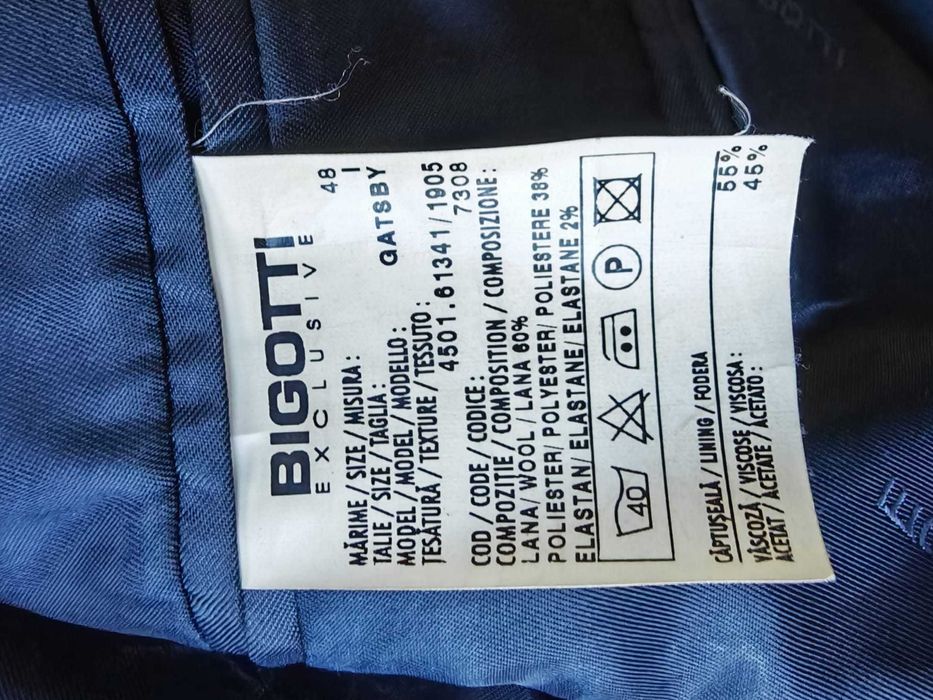 BIGOTTI
EXCLUSIVE
MĂRIME / SIZE / MISURA : 48
TALIE / SIZE / TAGLIA : I
MODEL / MODEL / MODELLO : GATSBY
ȚESĂTURĂ / TEXTURE / TESSUTO :
4501.61341/1905
COD / CODE / CODICE : 7308
COMPOZIȚIE / COMPOSITION / COMPOSIZIONE :
LANA/ WOOL / LANA 60%
POLIESTER/ POLYESTER/ POLIESTERE 38%
ELASTAN/ ELASTANE/ ELASTANE 2%
40 P
CĂPTUȘEALĂ / LINING / FODERA
VÂSCOZĂ / VISCOSE / VISCOSA : 55%
ACETAT / ACETATE / ACETATO : 45%